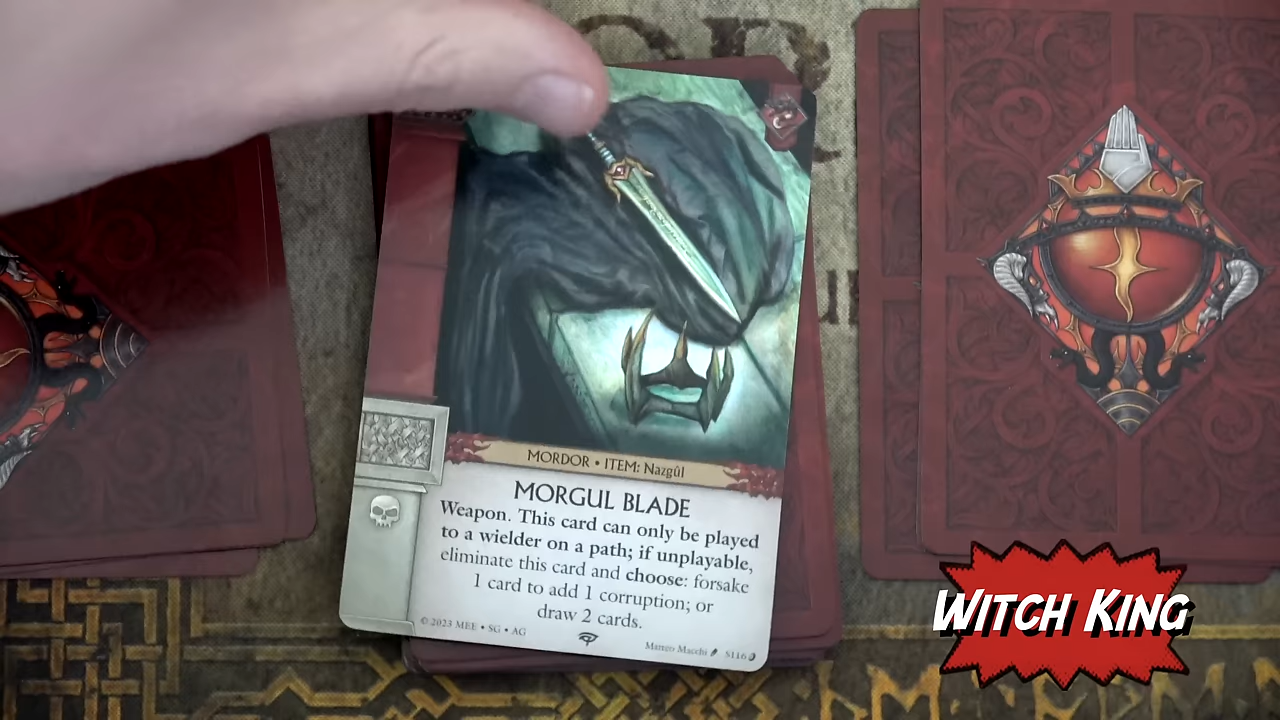 MORDOR • ITEM: Nazgûl
MORGUL BLADE
Weapon. This card can only be played
to a wielder on a path; if unplayable,
eliminate this card and choose: forsake
1 card to add 1 corruption; or
draw 2 cards.
© 2023 MEE • SG • AG
Matteo Macchi
S116
WITCH KING